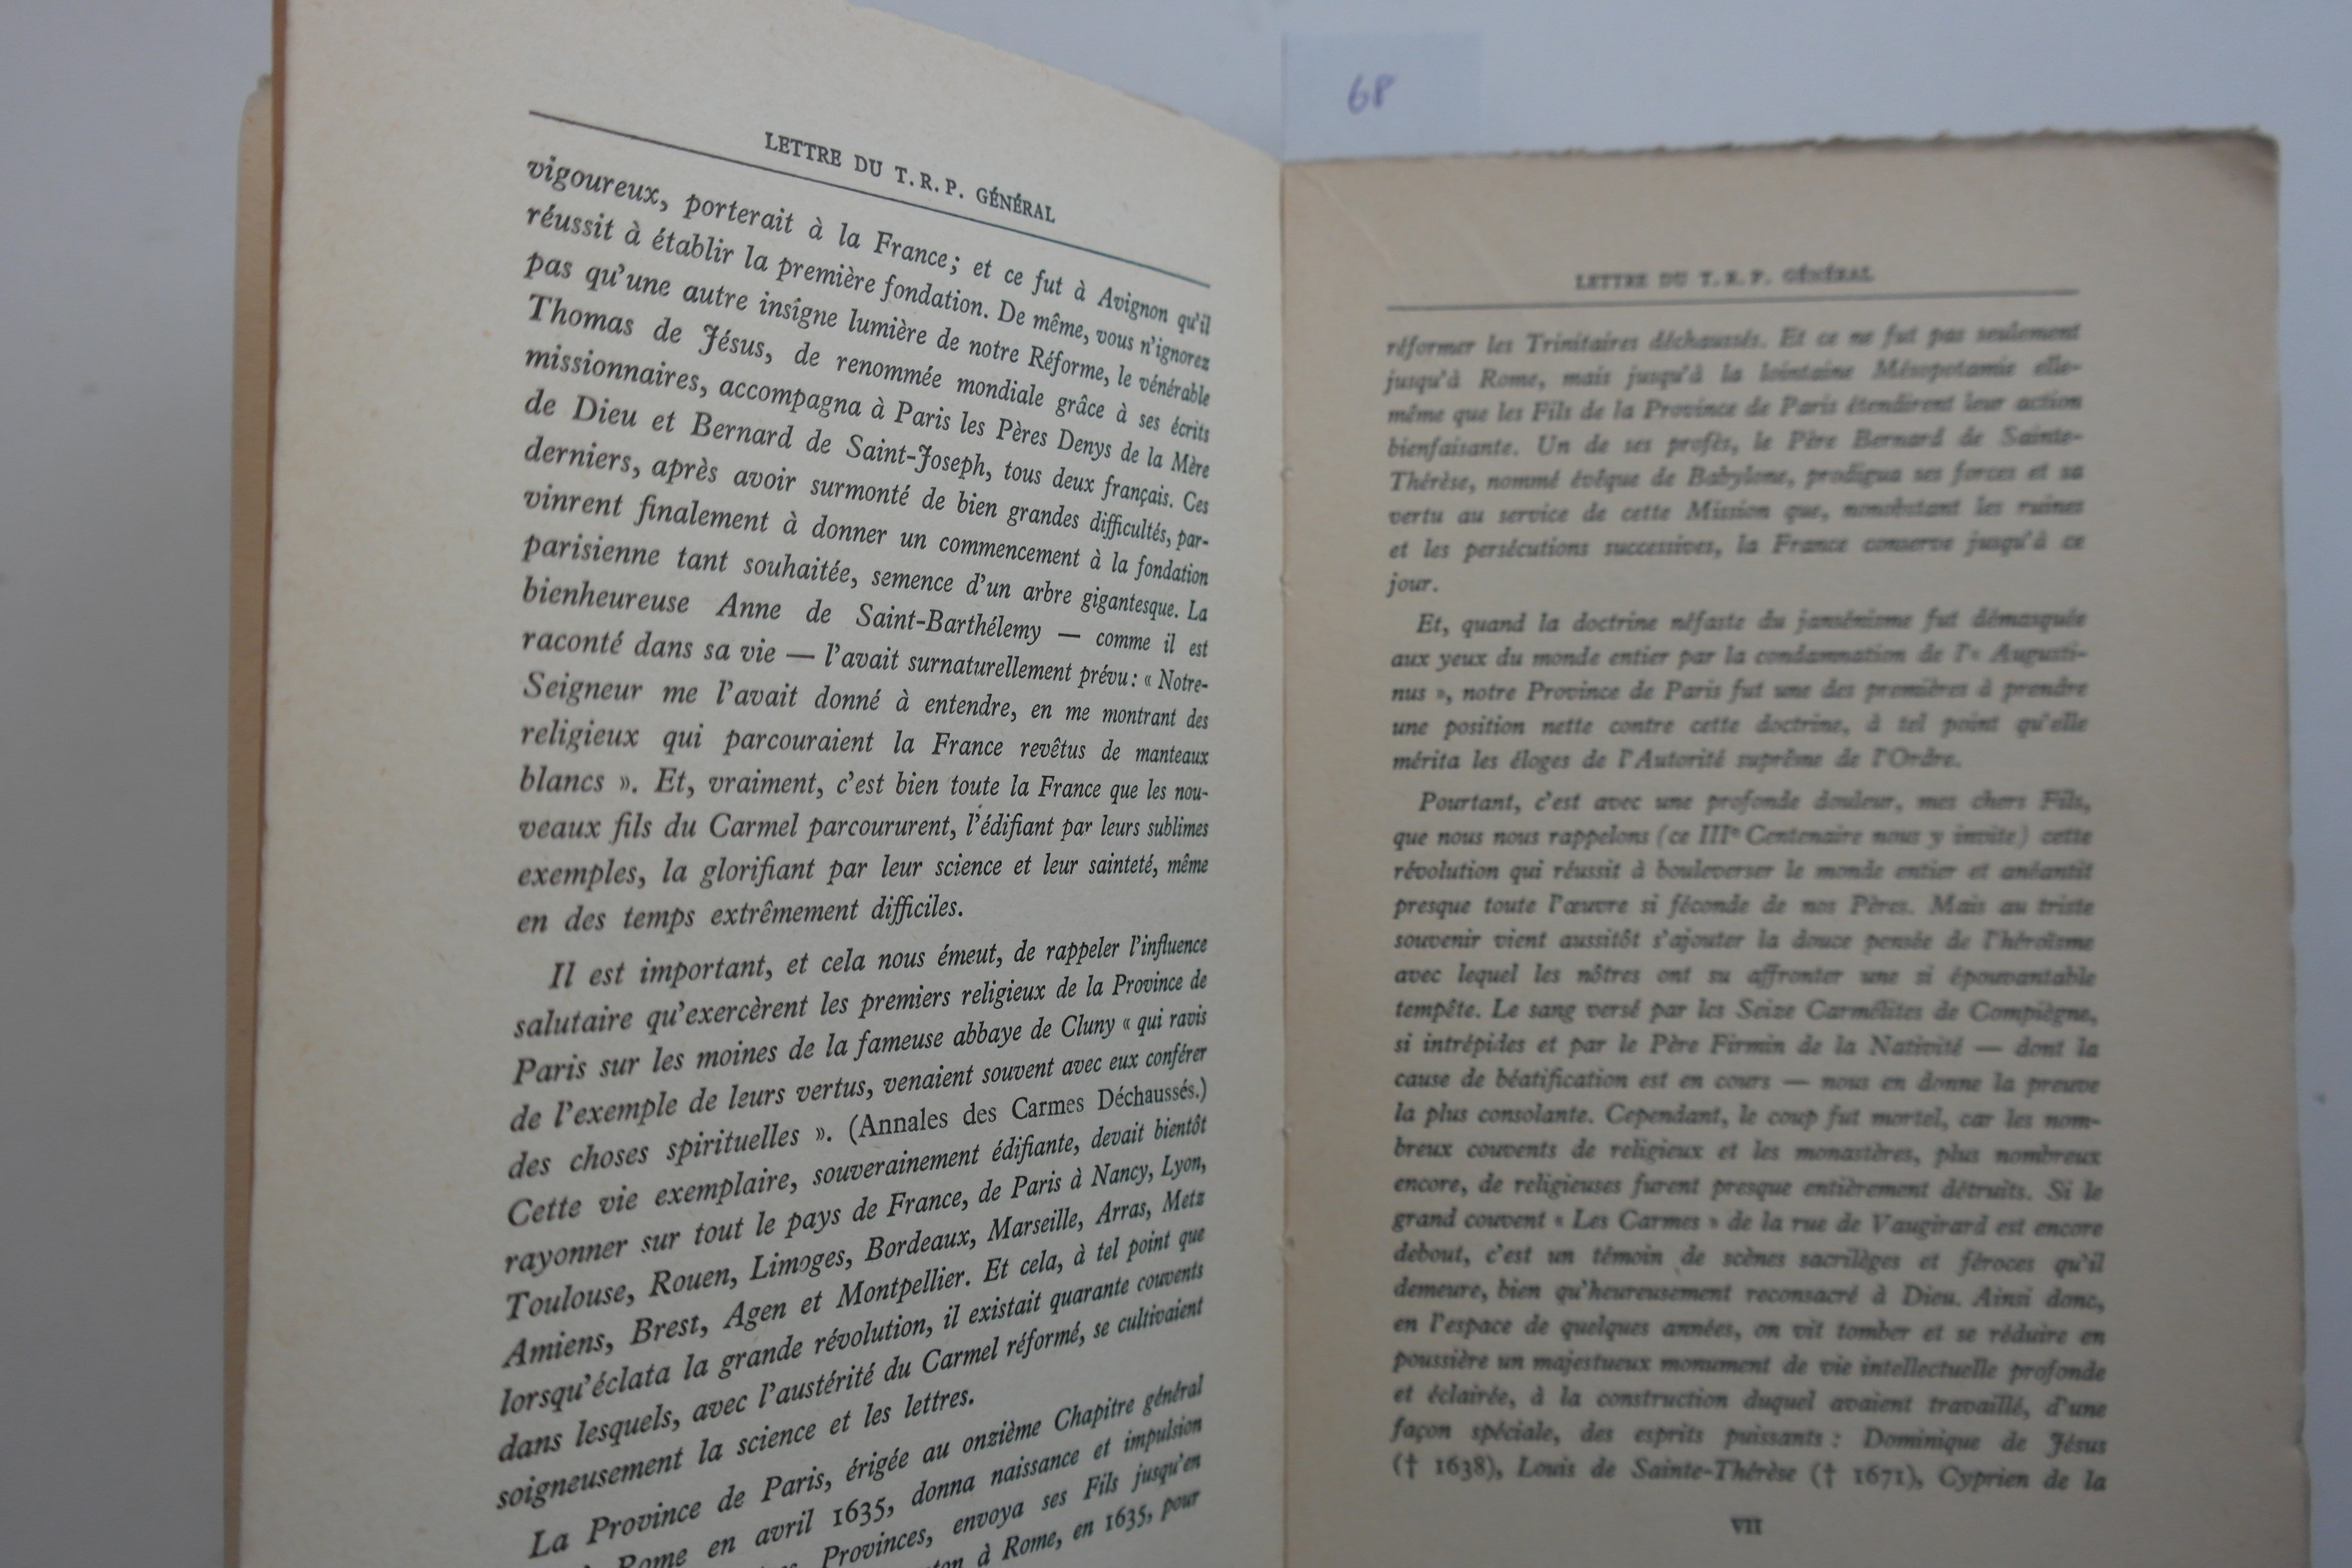 LETTRE DU T. R. P. GÉNÉRAL
vigoureux, porterait à la France; et ce fut à Avignon qu'il
réussit à établir la première fondation. De même, vous n'ignorez
pas qu'une autre insigne lumière de notre Réforme, le vénérable
Thomas de Jésus, de renommée mondiale grâce à ses écrits
missionnaires, accompagna à Paris les Pères Denys de la Mère
de Dieu et Bernard de Saint-Joseph, tous deux français. Ces
derniers, après avoir surmonté de bien grandes difficultés, par-
vinrent finalement à donner un commencement à la fondation
parisienne tant souhaitée, semence d'un arbre gigantesque. La
bienheureuse Anne de Saint-Barthélemy — comme il est
raconté dans sa vie — l'avait surnaturellement prévu: « Notre-
Seigneur me l'avait donné à entendre, en me montrant des
religieux qui parcouraient la France revêtus de manteaux
blancs ». Et, vraiment, c'est bien toute la France que les nou-
veaux fils du Carmel parcoururent, l'édifiant par leurs sublimes
exemples, la glorifiant par leur science et leur sainteté, même
en des temps extrêmement difficiles.
Il est important, et cela nous émeut, de rappeler l'influence
salutaire qu'exercèrent les premiers religieux de la Province de
Paris sur les moines de la fameuse abbaye de Cluny « qui ravis
de l'exemple de leurs vertus, venaient souvent avec eux conférer
des choses spirituelles ». (Annales des Carmes Déchaussés.)
Cette vie exemplaire, souverainement édifiante, devait bientôt
rayonner sur tout le pays de France, de Paris à Nancy, Lyon,
Toulouse, Rouen, Limoges, Bordeaux, Marseille, Arras, Metz
Amiens, Brest, Agen et Montpellier. Et cela, à tel point que
lorsqu'éclata la grande révolution, il existait quarante couvents
dans lesquels, avec l'austérité du Carmel réformé, se cultivaient
soigneusement la science et les lettres.
La Province de Paris, érigée au onzième Chapitre général
à Rome en avril 1635, donna naissance et impulsion
Provinces, envoya ses Fils jusqu'en
à Rome, en 1635, pour
68
LETTRE DU T. R. P. GÉNÉRAL
réformer les Trinitaires déchaussés. Et ce ne fut pas seulement
jusqu'à Rome, mais jusqu'à la lointaine Mésopotamie elle-
même que les Fils de la Province de Paris étendirent leur action
bienfaisante. Un de ses profès, le Père Bernard de Sainte-
Thérèse, nommé évêque de Babylone, prodigua ses forces et sa
vertu au service de cette Mission que, nonobstant les ruines
et les persécutions successives, la France conserve jusqu'à ce
jour.
Et, quand la doctrine néfaste du jansénisme fut démasquée
aux yeux du monde entier par la condamnation de l'« Augusti-
nus », notre Province de Paris fut une des premières à prendre
une position nette contre cette doctrine, à tel point qu'elle
mérita les éloges de l'Autorité suprême de l'Ordre.
Pourtant, c'est avec une profonde douleur, mes chers Fils,
que nous nous rappelons (ce IIIe Centenaire nous y invite) cette
révolution qui réussit à bouleverser le monde entier et anéantit
presque toute l'œuvre si féconde de nos Pères. Mais au triste
souvenir vient aussitôt s'ajouter la douce pensée de l'héroïsme
avec lequel les nôtres ont su affronter une si épouvantable
tempête. Le sang versé par les Seize Carmélites de Compiègne,
si intrépides et par le Père Firmin de la Nativité — dont la
cause de béatification est en cours — nous en donne la preuve
la plus consolante. Cependant, le coup fut mortel, car les nom-
breux couvents de religieux et les monastères, plus nombreux
encore, de religieuses furent presque entièrement détruits. Si le
grand couvent « Les Carmes » de la rue de Vaugirard est encore
debout, c'est un témoin de scènes sacrilèges et féroces qu'il
demeure, bien qu'heureusement reconsacré à Dieu. Ainsi donc,
en l'espace de quelques années, on vit tomber et se réduire en
poussière un majestueux monument de vie intellectuelle profonde
et éclairée, à la construction duquel avaient travaillé, d'une
façon spéciale, des esprits puissants : Dominique de Jésus
(† 1638), Louis de Sainte-Thérèse († 1671), Cyprien de la
VII